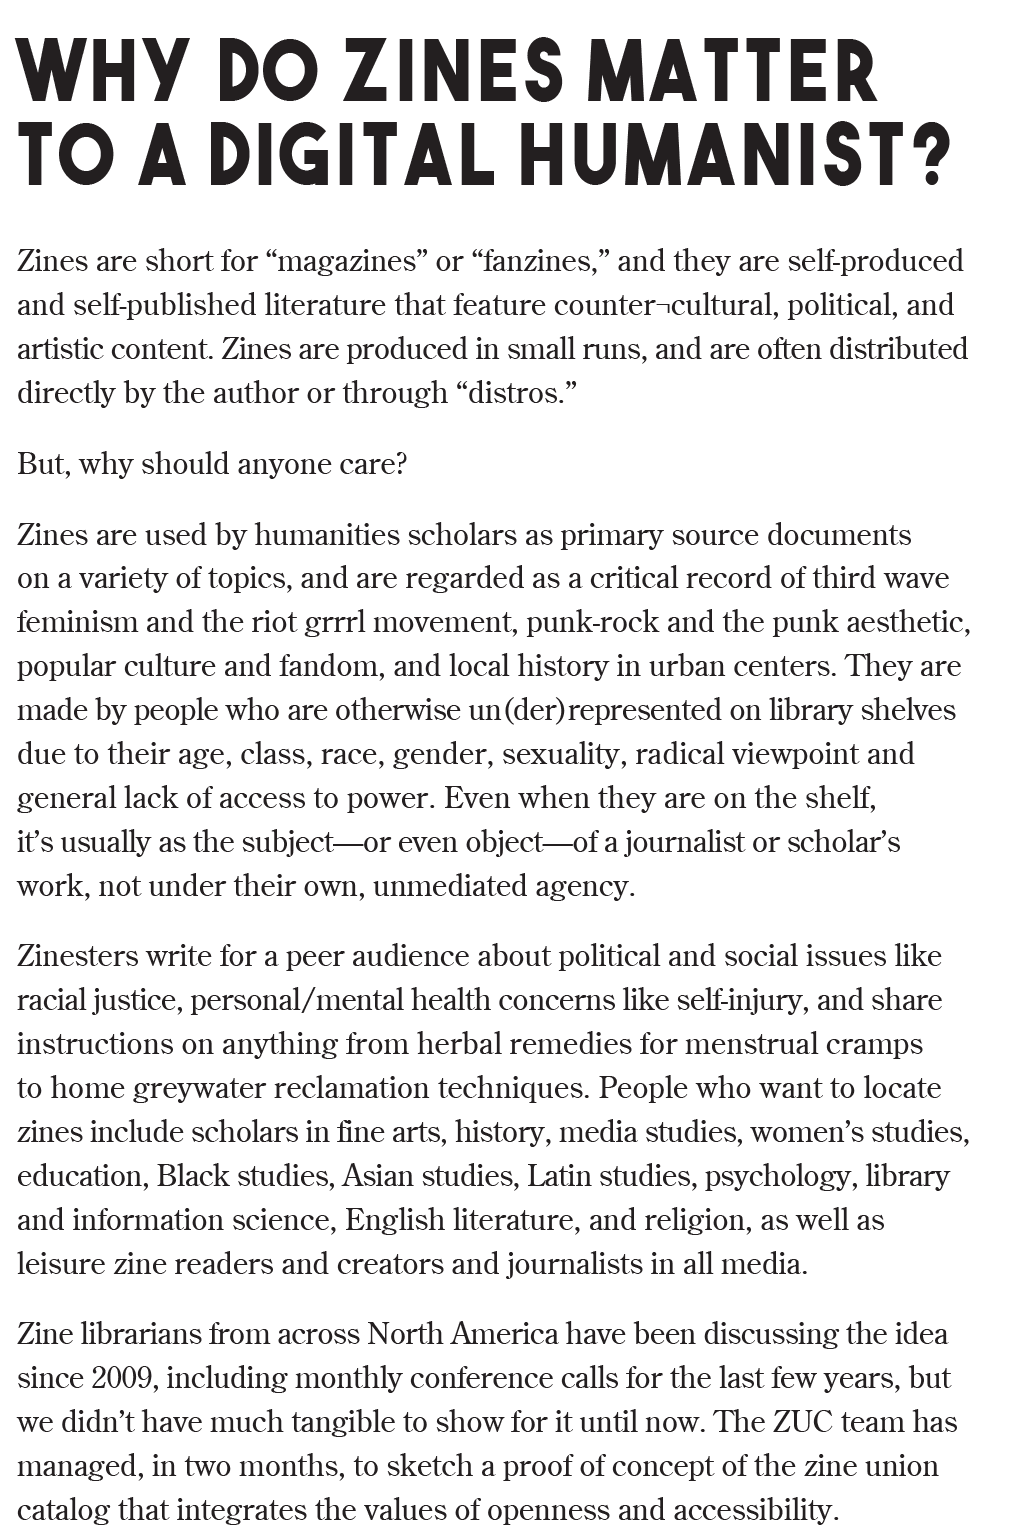 WHY DO ZINES MATTER
TO A DIGITAL HUMANIST?
Zines are short for “magazines” or “fanzines,” and they are self-produced
and self-published literature that feature counter¬cultural, political, and
artistic content. Zines are produced in small runs, and are often distributed
directly by the author or through “distros.”
But, why should anyone care?
Zines are used by humanities scholars as primary source documents
on a variety of topics, and are regarded as a critical record of third wave
feminism and the riot grrrl movement, punk-rock and the punk aesthetic,
popular culture and fandom, and local history in urban centers. They are
made by people who are otherwise un(der)represented on library shelves
due to their age, class, race, gender, sexuality, radical viewpoint and
general lack of access to power. Even when they are on the shelf,
it’s usually as the subject—or even object—of a journalist or scholar’s
work, not under their own, unmediated agency.
Zinesters write for a peer audience about political and social issues like
racial justice, personal/mental health concerns like self-injury, and share
instructions on anything from herbal remedies for menstrual cramps
to home greywater reclamation techniques. People who want to locate
zines include scholars in fine arts, history, media studies, women’s studies,
education, Black studies, Asian studies, Latin studies, psychology, library
and information science, English literature, and religion, as well as
leisure zine readers and creators and journalists in all media.
Zine librarians from across North America have been discussing the idea
since 2009, including monthly conference calls for the last few years, but
we didn’t have much tangible to show for it until now. The ZUC team has
managed, in two months, to sketch a proof of concept of the zine union
catalog that integrates the values of openness and accessibility.